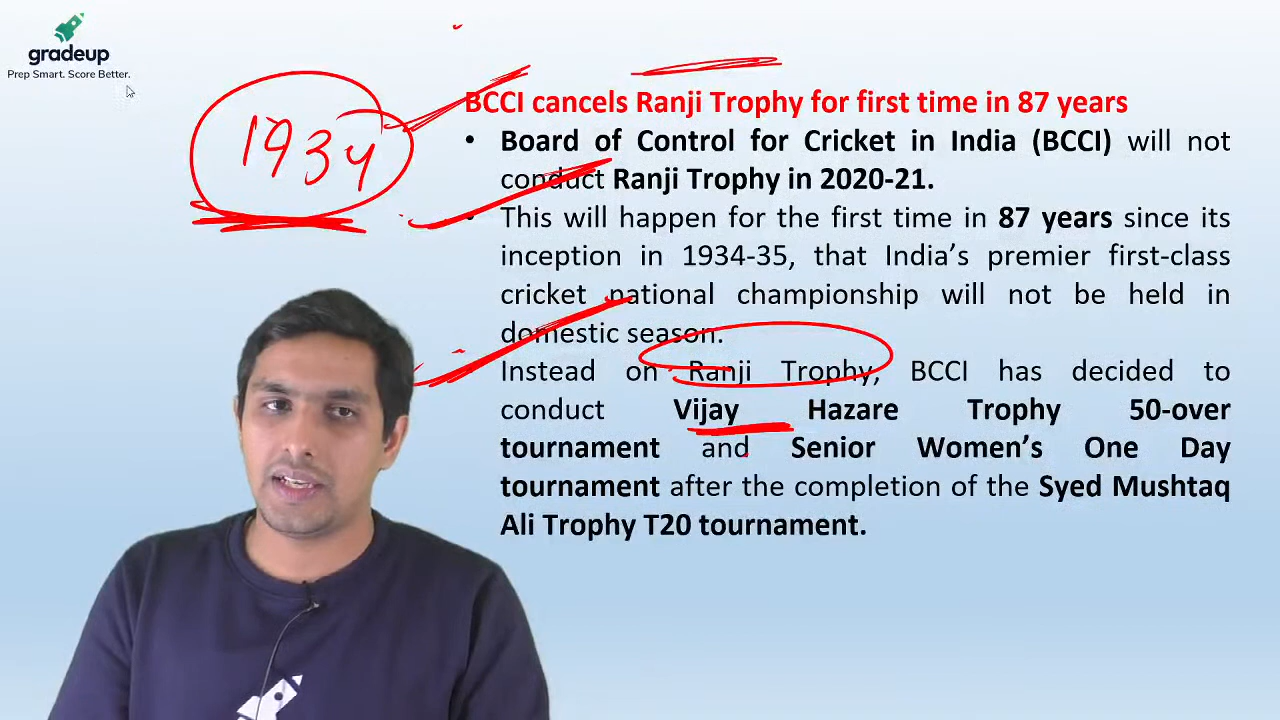 gradeup
Prep Smart. Score Better.
1934
BCCI cancels Ranji Trophy for first time in 87 years
• Board of Control for Cricket in India (BCCI) will not
conduct Ranji Trophy in 2020-21.
• This will happen for the first time in 87 years since its
inception in 1934-35, that India's premier first-class
cricket national championship will not be held in
domestic season.
Instead on Ranji Trophy, BCCI has decided to
conduct Vijay Hazare Trophy 50-over
tournament and Senior Women's One Day
tournament after the completion of the Syed Mushtaq
Ali Trophy T20 tournament.